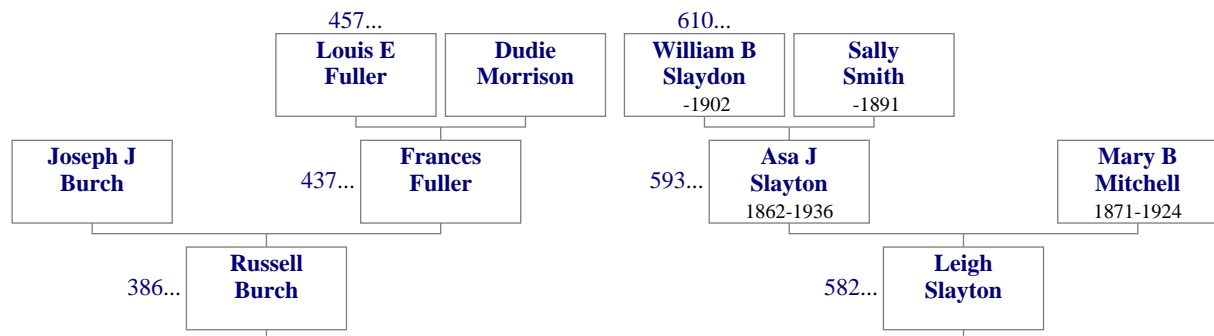 457...
610...
Louis E
Fuller
Dudie
Morrison
William B
Slaydon
-1902
Sally
Smith
-1891
Joseph J
Burch
437...
Frances
Fuller
593...
Asa J
Slayton
1862-1936
Mary B
Mitchell
1871-1924
386...
Russell
Burch
582...
Leigh
Slayton